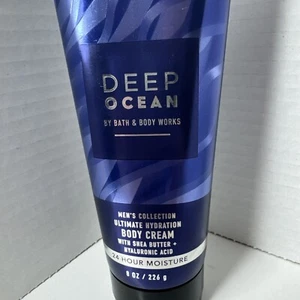 DEEP
OCEAN
BY BATH & BODY WORKS
MEN'S COLLECTION
ULTIMATE HYDRATION
BODY CREAM
WITH SHEA BUTTER +
HYALURONIC ACID
24 HOUR MOISTURE
8 OZ / 226 g